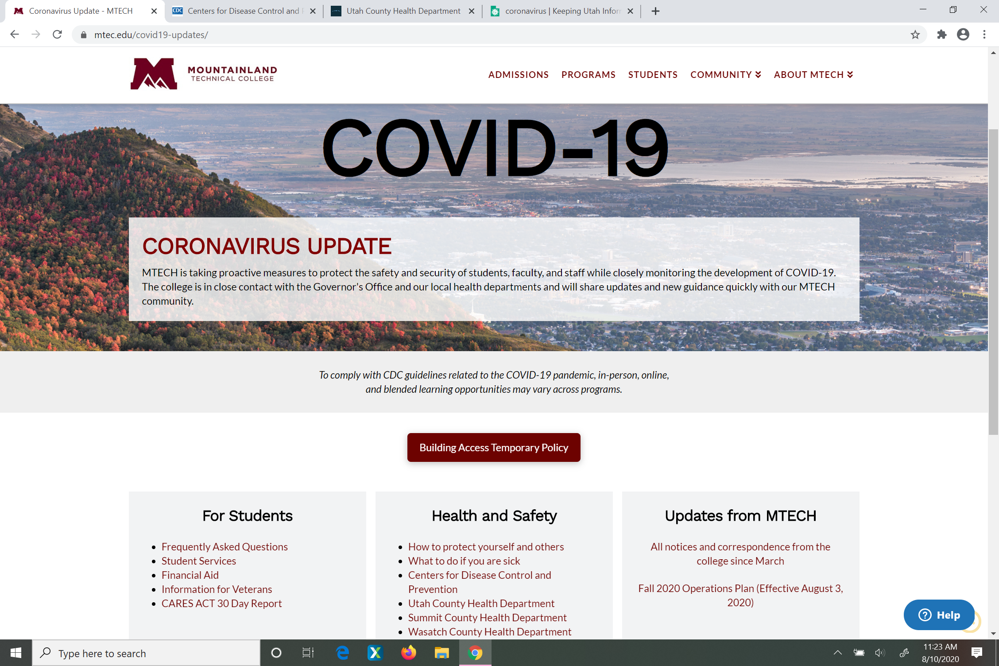 Coronavirus Update - MTECH
Centers for Disease Control and
Utah County Health Department
coronavirus | Keeping Utah Infor
mtec.edu/covid19-updates/
MOUNTAINLAND
TECHNICAL COLLEGE
ADMISSIONS PROGRAMS STUDENTS COMMUNITY ABOUT MTECH
COVID-19
CORONAVIRUS UPDATE
MTECH is taking proactive measures to protect the safety and security of students, faculty, and staff while closely monitoring the development of COVID-19.
The college is in close contact with the Governor's Office and our local health departments and will share updates and new guidance quickly with our MTECH
community.
To comply with CDC guidelines related to the COVID-19 pandemic, in-person, online,
and blended learning opportunities may vary across programs.
Building Access Temporary Policy
For Students
Frequently Asked Questions
Student Services
Financial Aid
Information for Veterans
CARES ACT 30 Day Report
Health and Safety
How to protect yourself and others
What to do if you are sick
Centers for Disease Control and
Prevention
Utah County Health Department
Summit County Health Department
Wasatch County Health Department
Updates from MTECH
All notices and correspondence from the
college since March
Fall 2020 Operations Plan (Effective August 3,
2020)
Help
Type here to search
11:23 AM
8/10/2020